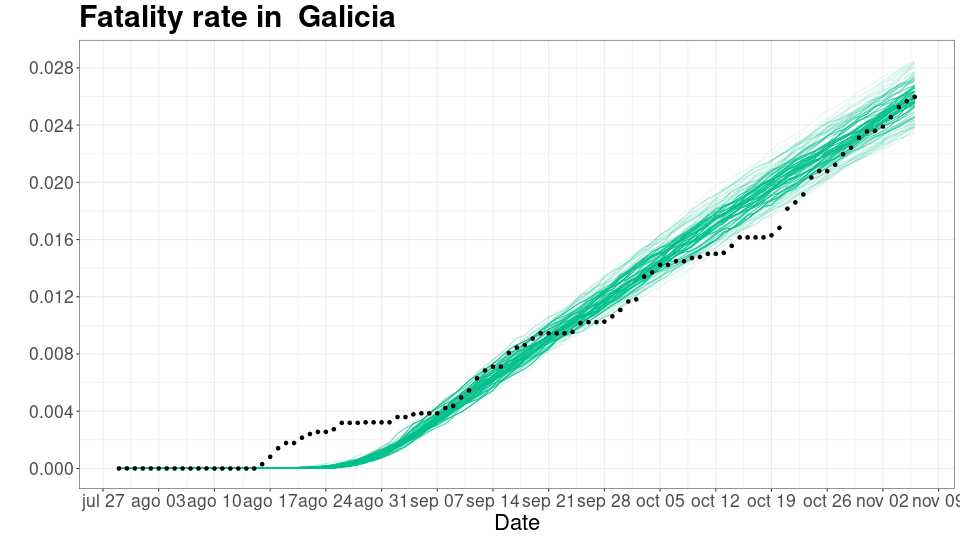 Fatality rate in  Galicia
0.028
0.024
0.020
0.016
0.012
0.008
0.004
0.000
jul 27 ago 03 ago 10 ago 17 ago 24 ago 31 sep 07 sep 14 sep 21 sep 28 oct 05 oct 12 oct 19 oct 26 nov 02 nov 09
Date